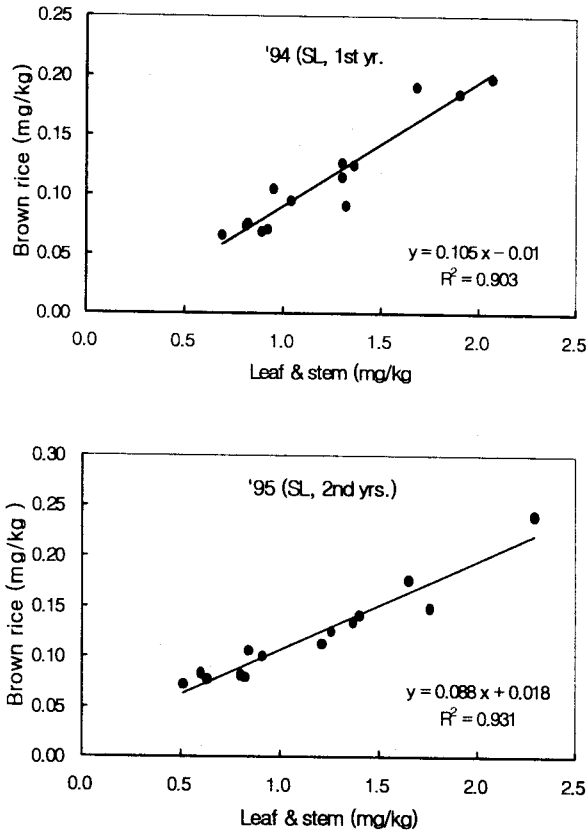 '94 (SL, 1st yr.
Brown rice (mg/kg)
0.25
0.20
0.15
0.10
0.05
0.00
y = 0.105 x − 0.01
R² = 0.903
0.0 0.5 1.0 1.5 2.0 2.5
Leaf & stem (mg/kg
'95 (SL, 2nd yrs.)
Brown rice (mg/kg )
0.30
0.25
0.20
0.15
0.10
0.05
0.00
y = 0.088 x + 0.018
R² = 0.931
0.0 0.5 1.0 1.5 2.0 2.5
Leaf & stem (mg/kg)